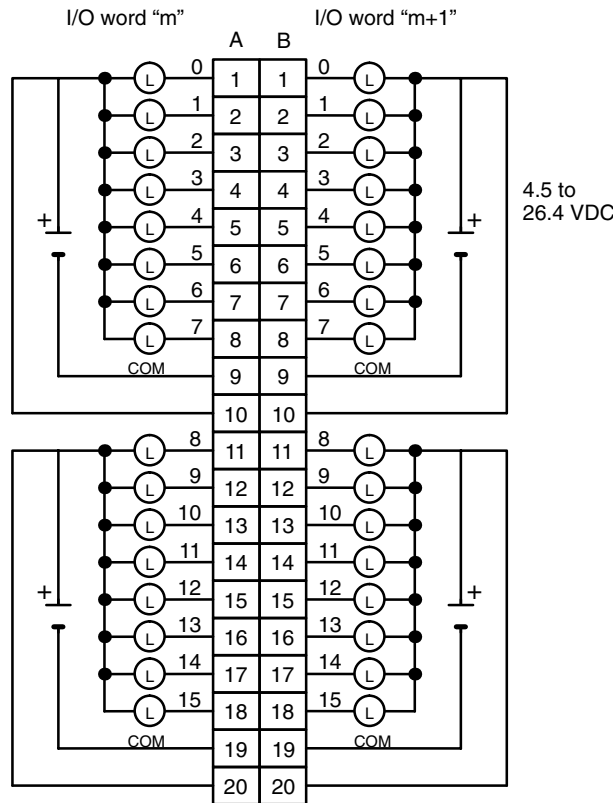 I/O word “m” I/O word “m+1”
A B
L 0 1 1 0 L
L 1 2 2 1 L
L 2 3 3 2 L
L 3 4 4 3 L 4.5 to
+ L 4 5 5 4 L + 26.4 VDC
L 5 6 6 5 L
L 6 7 7 6 L
L 7 8 8 7 L
COM 9 9 COM
10 10
L 8 11 11 8 L
L 9 12 12 9 L
L 10 13 13 10 L
L 11 14 14 11 L
+ L 12 15 15 12 L +
L 13 16 16 13 L
L 14 17 17 14 L
L 15 18 18 15 L
COM 19 19 COM
20 20